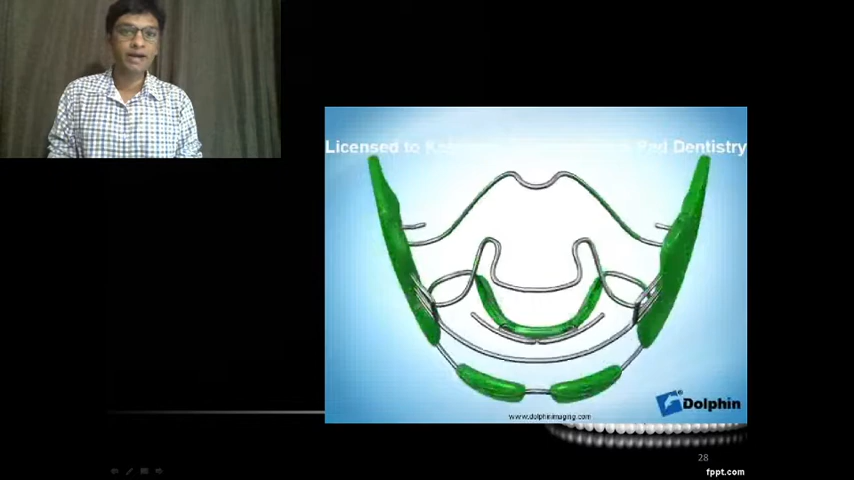 Licensed to
Ped Dentistry
Dolphin
www.dolphinimaging.com
28
fppt.com